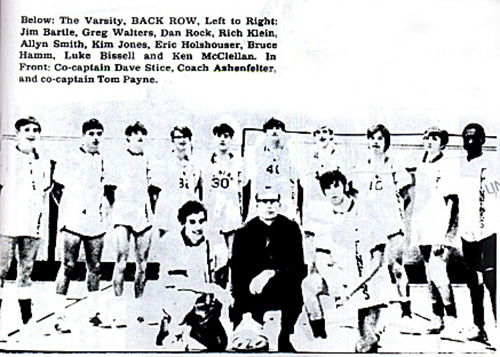 Below: The Varsity, BACK ROW, Left to Right:
Jim Bartle, Greg Walters, Dan Rock, Rich Klein,
Allyn Smith, Kim Jones, Eric Holshouser, Bruce
Hamm, Luke Bissell and Ken McClellan. In
Front: Co-captain Dave Stice, Coach Ashenfelter,
and co-captain Tom Payne.
30
40